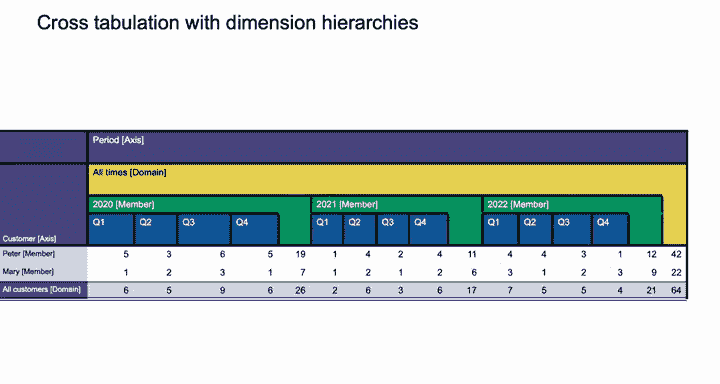 Cross tabulation with dimension hierarchies
Period [Axis]
All times [Domain]
2020 [Member] 2021 [Member] 2022 [Member]
Q1 Q2 Q3 Q4 Q1 Q2 Q3 Q4 Q1 Q2 Q3 Q4
Customer [Axis]
Peter [Member] 5 3 6 5 19 1 4 2 4 11 4 4 3 1 12 42
Mary [Member] 1 2 3 1 7 1 2 1 2 6 3 1 2 3 9 22
All customers [Domain] 6 5 9 6 26 2 6 3 6 17 7 5 5 4 21 64